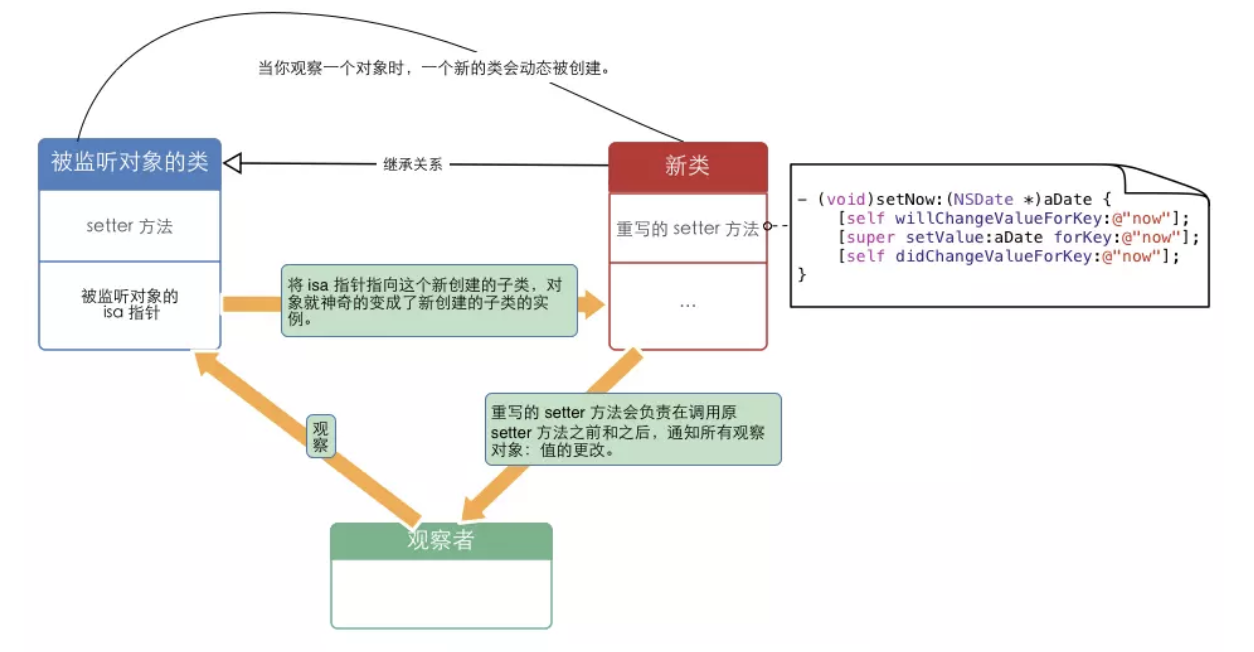 当你观察一个对象时，一个新的类会动态被创建。
被监听对象的类
继承关系
新类
setter 方法
重写的 setter 方法
- (void)setNow:(NSDate *)aDate {
[self willChangeValueForKey:@"now"];
[super setValue:aDate forKey:@"now"];
[self didChangeValueForKey:@"now"];
}
被监听对象的
isa 指针
将 isa 指针指向这个新创建的子类，对
象就神奇的变成了新创建的子类的实
例。
...
观
察
重写的 setter 方法会负责在调用原
setter 方法之前和之后，通知所有观察
对象：值的更改。
观察者